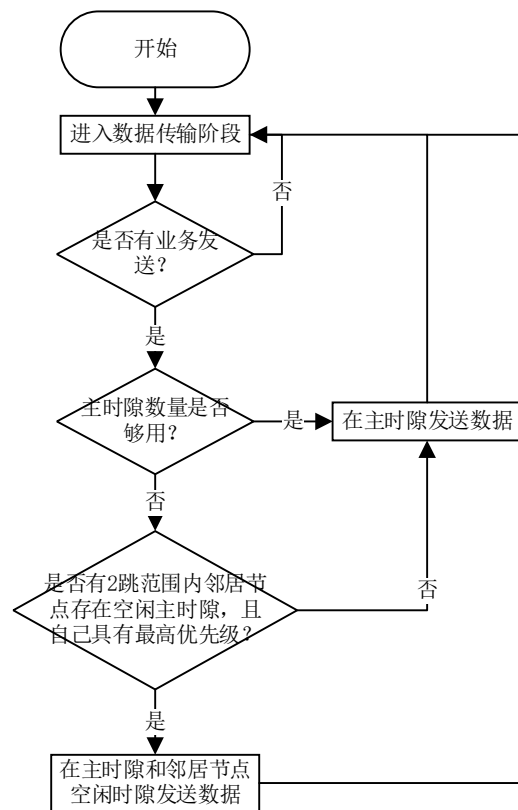 开始
进入数据传输阶段
否
是否有业务发
送?
是
主时隙数量是否
够用?
是
在主时隙发送数据
否
是否有2跳范围内邻居节
点存在空闲主时隙，且
自己具有最高优先级?
否
是
在主时隙和邻居节点
空闲时隙发送数据